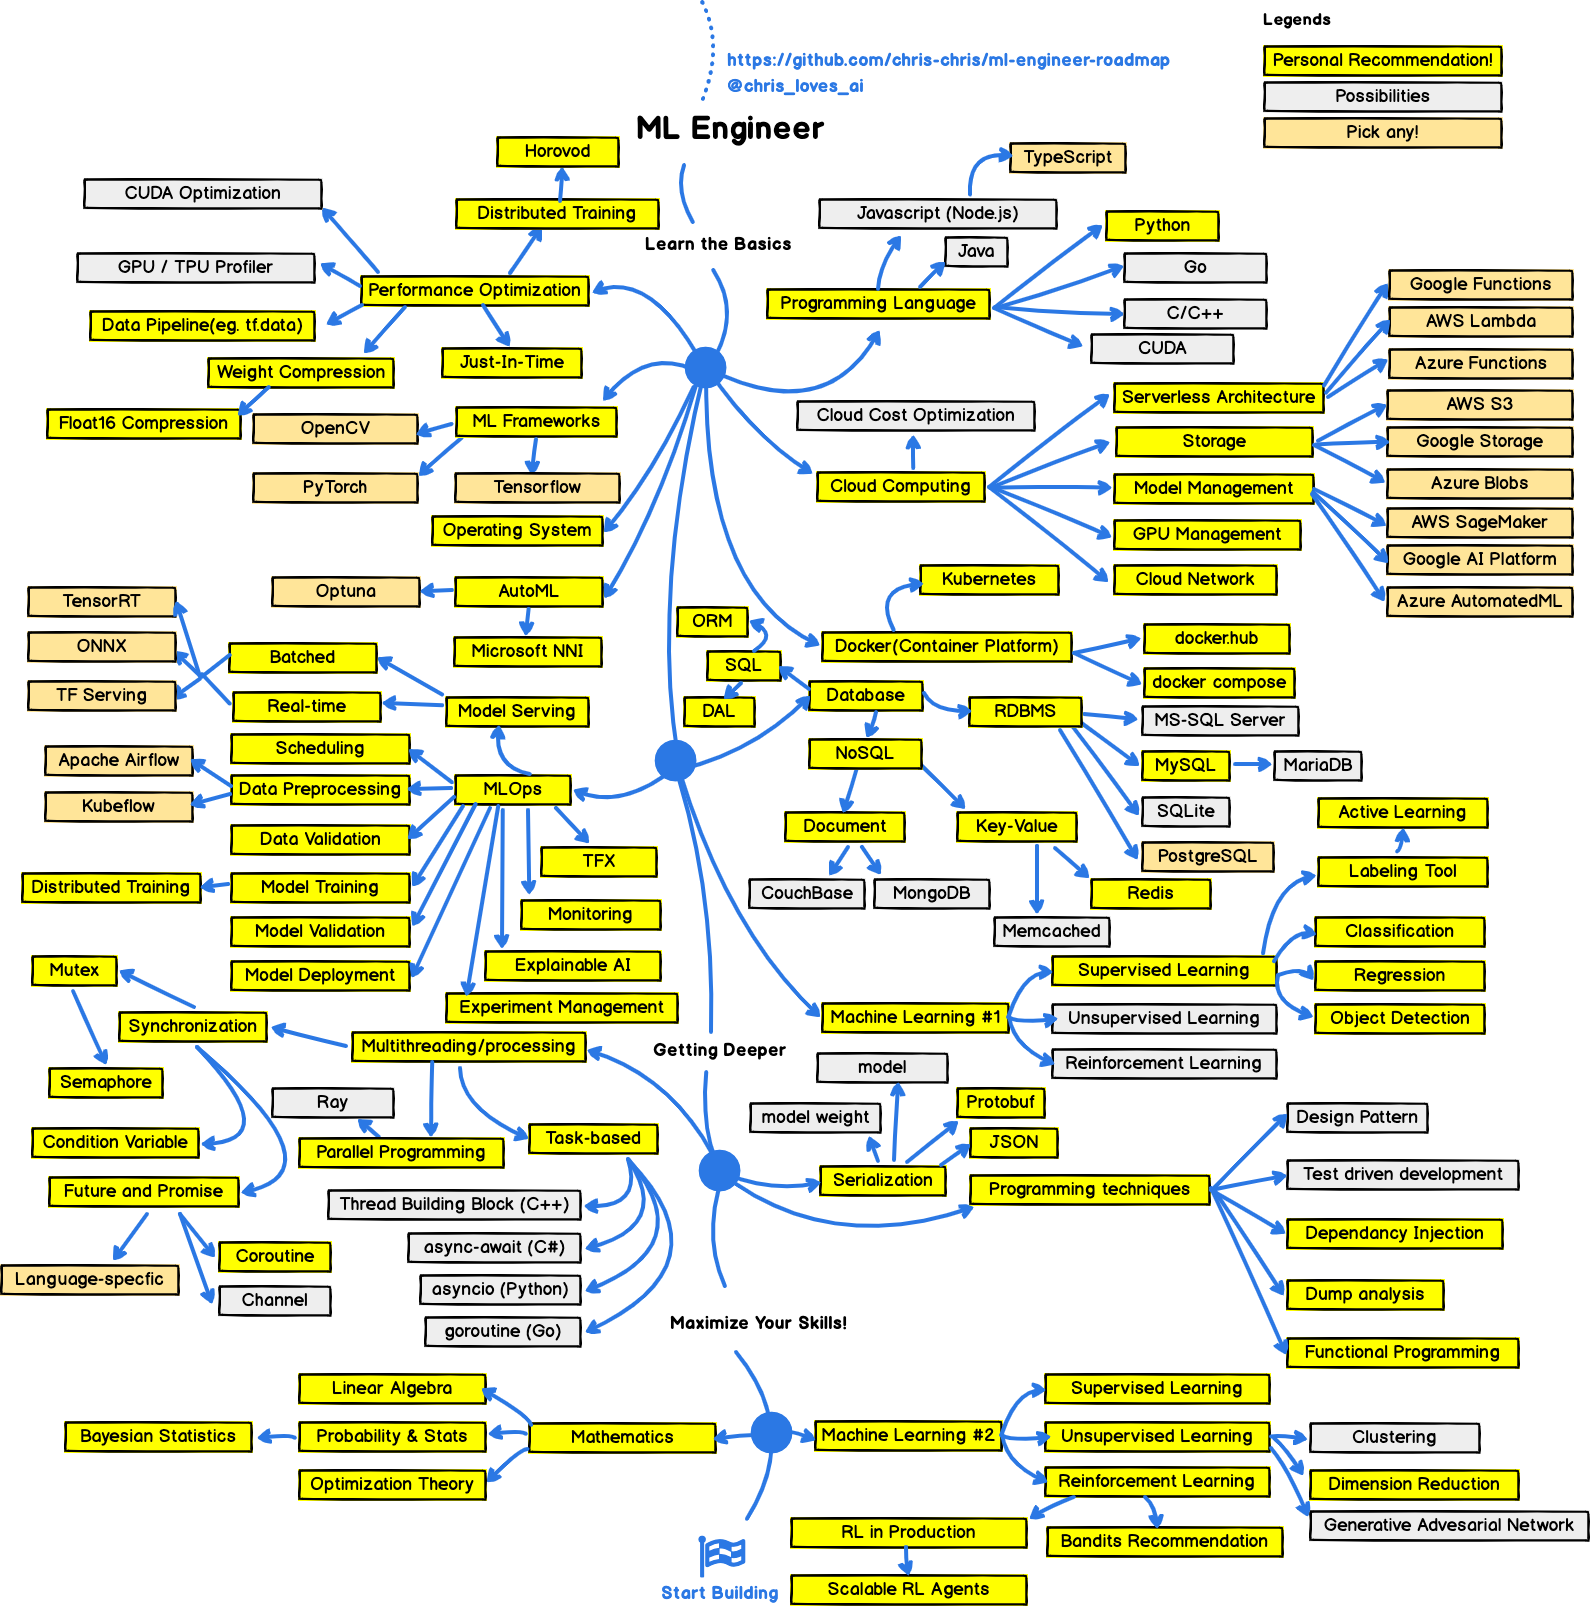 Legends
https://github.com/chris-chris/ml-engineer-roadmap
Personal Recommendation!
@chris_loves_ai
Possibilities
ML Engineer
Pick any!
Horovod
TypeScript
CUDA Optimization
Distributed Training
Javascript (Node.js)
Python
Learn the Basics
Java
GPU / TPU Profiler
Go
Performance Optimization
Programming Language
Google Functions
C/C++
AWS Lambda
Data Pipeline(eg. tf.data)
CUDA
Just-In-Time
Azure Functions
Weight Compression
Serverless Architecture
AWS S3
Float16 Compression
OpenCV
ML Frameworks
Cloud Cost Optimization
Storage
Google Storage
PyTorch
Tensorflow
Cloud Computing
Model Management
Azure Blobs
Operating System
GPU Management
AWS SageMaker
Google AI Platform
Kubernetes
Cloud Network
Optuna
AutoML
TensorRT
Azure AutomatedML
ORM
ONNX
Docker(Container Platform)
docker.hub
Batched
Microsoft NNI
SQL
docker compose
TF Serving
Database
Real-time
Model Serving
DAL
RDBMS
MS-SQL Server
Scheduling
NoSQL
Apache Airflow
MySQL
MariaDB
Data Preprocessing
MLOps
Kubeflow
SQLite
Active Learning
Data Validation
Document
Key-Value
TFX
PostgreSQL
Labeling Tool
Distributed Training
Model Training
CouchBase
MongoDB
Redis
Monitoring
Model Validation
Memcached
Classification
Mutex
Model Deployment
Explainable AI
Supervised Learning
Regression
Experiment Management
Synchronization
Machine Learning #1
Unsupervised Learning
Object Detection
Multithreading/processing
Getting Deeper
Reinforcement Learning
Semaphore
model
Ray
model weight
Protobuf
Design Pattern
Condition Variable
Parallel Programming
Task-based
JSON
Future and Promise
Serialization
Programming techniques
Test driven development
Thread Building Block (C++)
Dependancy Injection
Coroutine
async-await (C#)
Language-specfic
asyncio (Python)
Dump analysis
Channel
goroutine (Go)
Maximize Your Skills!
Functional Programming
Linear Algebra
Supervised Learning
Bayesian Statistics
Probability & Stats
Mathematics
Machine Learning #2
Unsupervised Learning
Clustering
Optimization Theory
Reinforcement Learning
Dimension Reduction
RL in Production
Bandits Recommendation
Generative Advesarial Network
Start Building
Scalable RL Agents